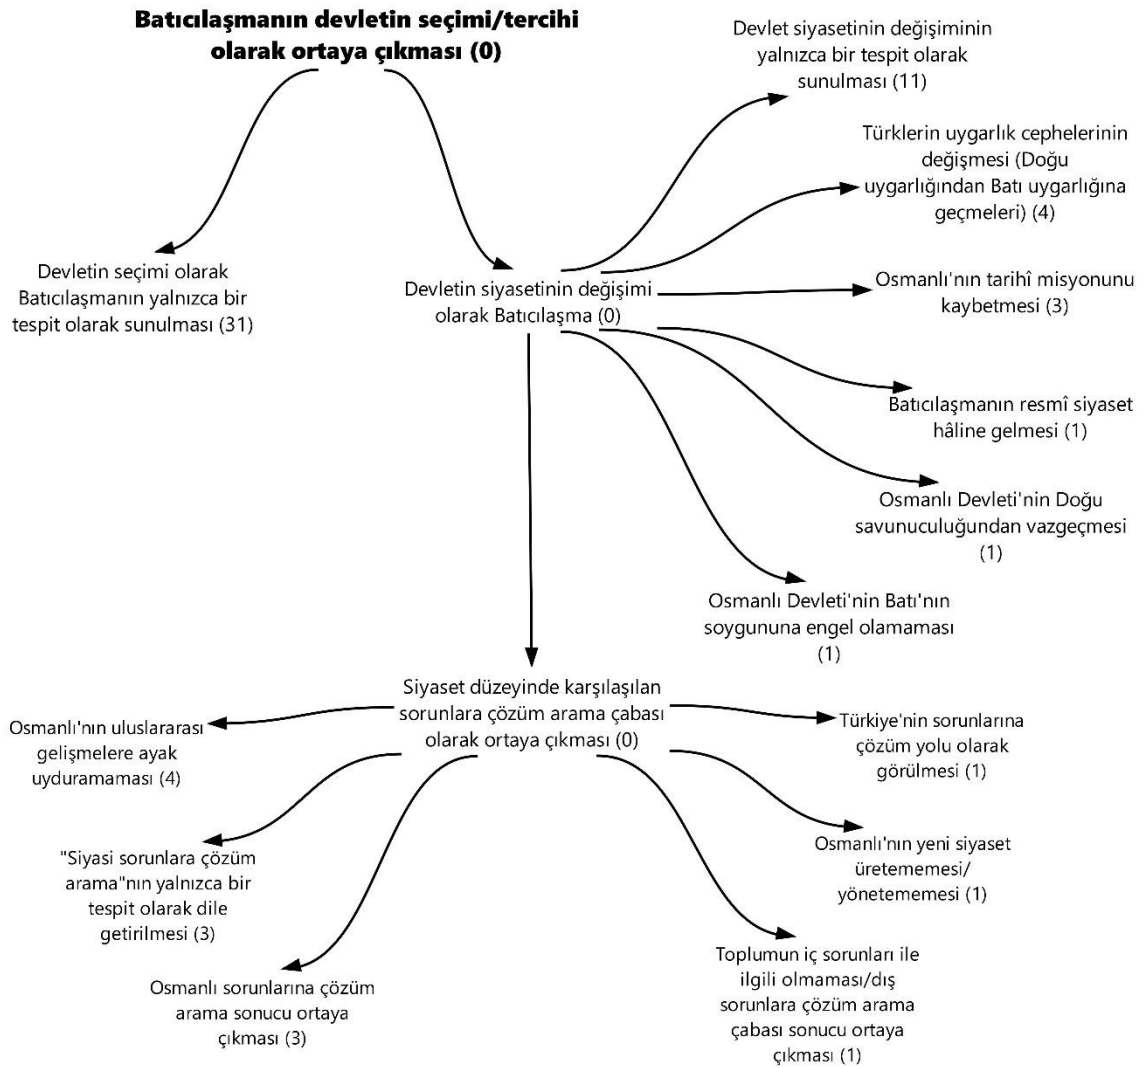 Batıcılaşmanın devletin seçimi/tercihi
olarak ortaya çıkması (0)
Devlet siyasetinin değişiminin
yalnızca bir tespit olarak
sunulması (11)
Türklerin uygarlık cephelerinin
değişmesi (Doğu
uygarlığından Batı uygarlığına
geçmeleri) (4)
Devletin seçimi olarak
Batıcılaşmanın yalnızca bir
tespit olarak sunulması (31)
Devletin siyasetinin değişimi
olarak Batıcılaşma (0)
Osmanlı'nın tarihî misyonunu
kaybetmesi (3)
Batıcılaşmanın resmî siyaset
hâline gelmesi (1)
Osmanlı Devleti'nin Doğu
savunuculuğundan vazgeçmesi
(1)
Osmanlı Devleti'nin Batı'nın
soygununa engel olamaması
(1)
Siyaset düzeyinde karşılaşılan
sorunlara çözüm arama çabası
olarak ortaya çıkması (0)
Osmanlı'nın uluslararası
gelişmelere ayak
uyduramaması (4)
Türkiye'nin sorunlarına
çözüm yolu olarak
görülmesi (1)
"Siyasi sorunlara çözüm
arama"nın yalnızca bir
tespit olarak dile
getirilmesi (3)
Osmanlı'nın yeni siyaset
üretememesi/
yönetememesi (1)
Osmanlı sorunlarına çözüm
arama sonucu ortaya
çıkması (3)
Toplumun iç sorunları ile
ilgili olmaması/dış
sorunlara çözüm arama
çabası sonucu ortaya
çıkması (1)